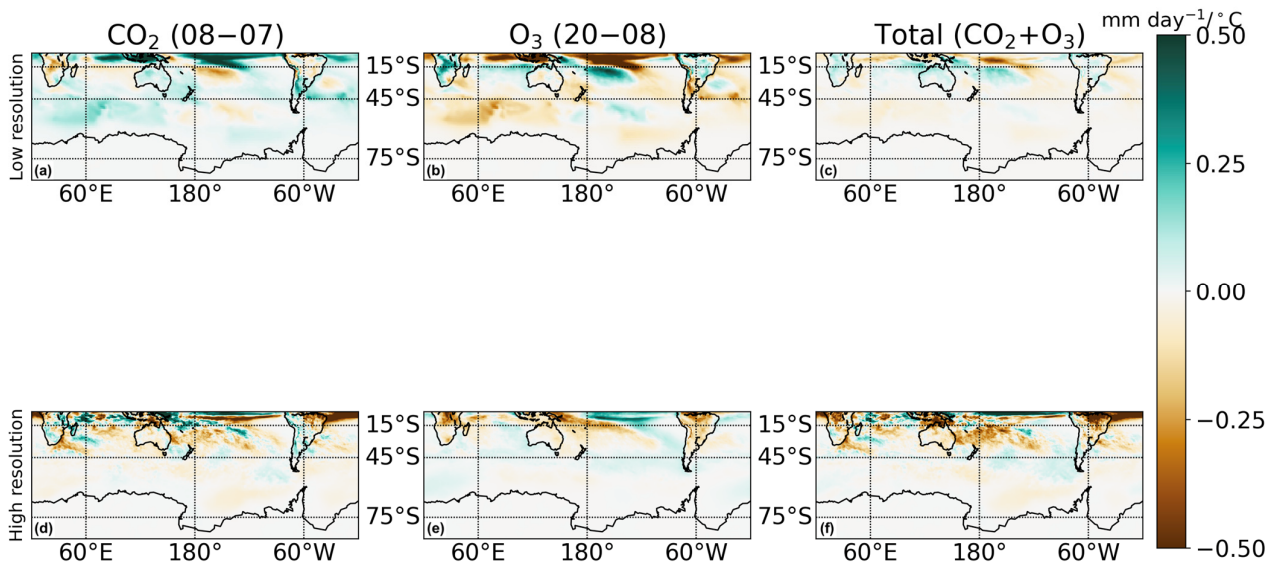 CO₂ (08−07)
O₃ (20−08)
Total (CO₂+O₃)
mm day⁻¹/°C
Low resolution
(a)
15°S
45°S
75°S
60°E 180° 60°W
(b)
15°S
45°S
75°S
60°E 180° 60°W
(c)
60°E 180° 60°W
0.50
0.25
0.00
−0.25
−0.50
High resolution
(d)
15°S
45°S
75°S
60°E 180° 60°W
(e)
15°S
45°S
75°S
60°E 180° 60°W
(f)
60°E 180° 60°W